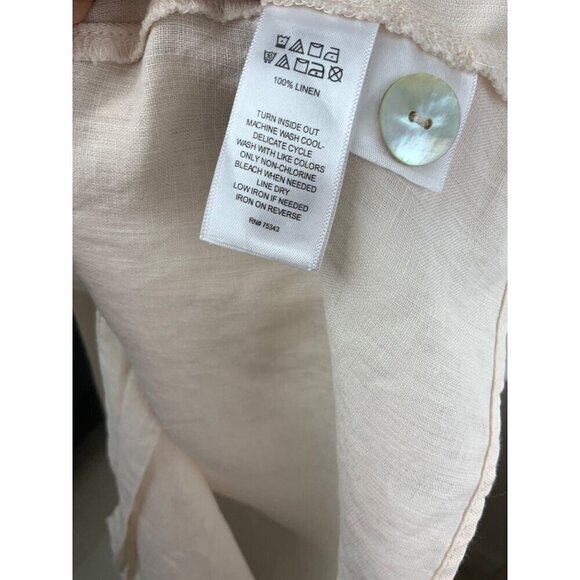 100% LINEN
TURN INSIDE OUT
MACHINE WASH COOL-
DELICATE CYCLE
WASH WITH LIKE COLORS
ONLY NON-CHLORINE
BLEACH WHEN NEEDED
LINE DRY
LOW IRON IF NEEDED
IRON ON REVERSE
RN# 75343